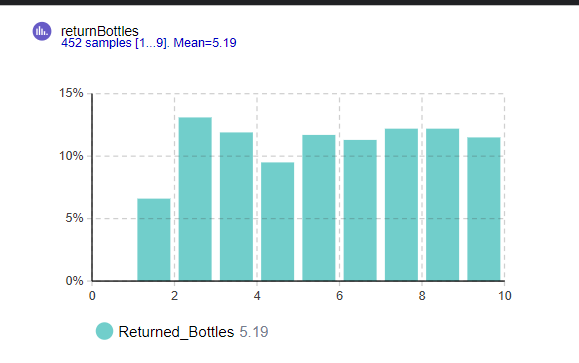 returnBottles
452 samples [1...9]. Mean=5.19
15%
10%
5%
0%
0 2 4 6 8 10
Returned_Bottles 5.19